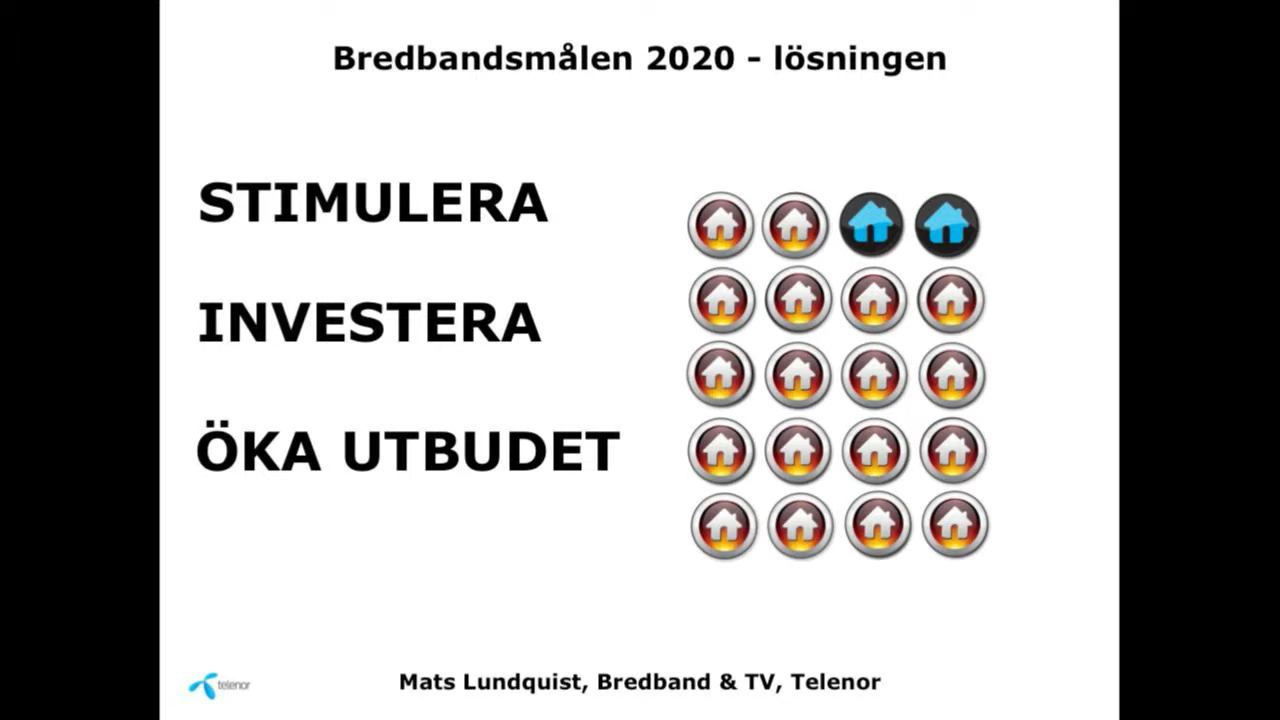 Bredbandsmålen 2020 - lösningen
STIMULERA
INVESTERA
ÖKA UTBUDET
telenor
Mats Lundquist, Bredband & TV, Telenor